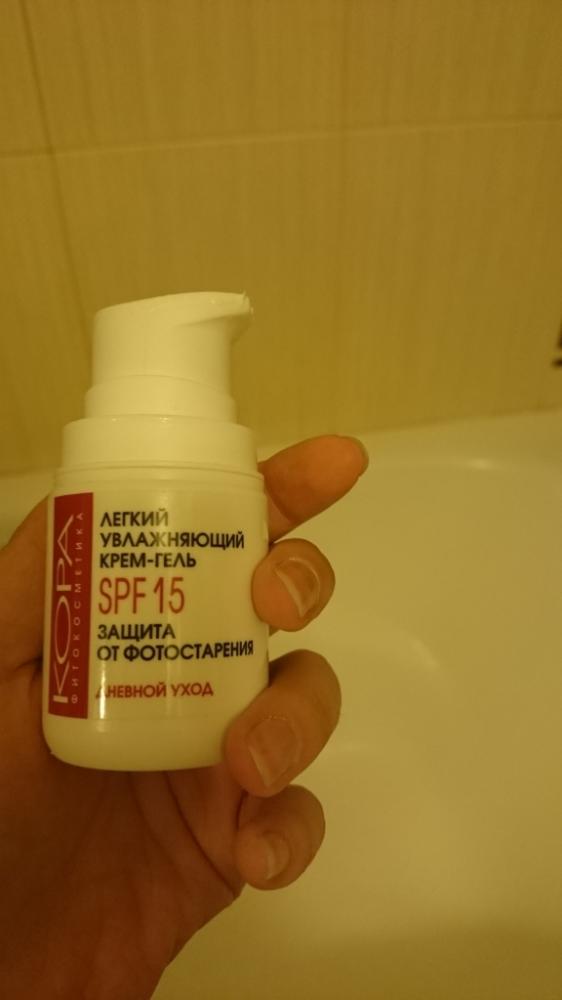 КОРА
ФИТОКОСМЕТИКА
ЛЕГКИЙ
УВЛАЖНЯЮЩИЙ
КРЕМ-ГЕЛЬ
SPF 15
ЗАЩИТА
ОТ ФОТОСТАРЕНИЯ
ДНЕВНОЙ УХОД